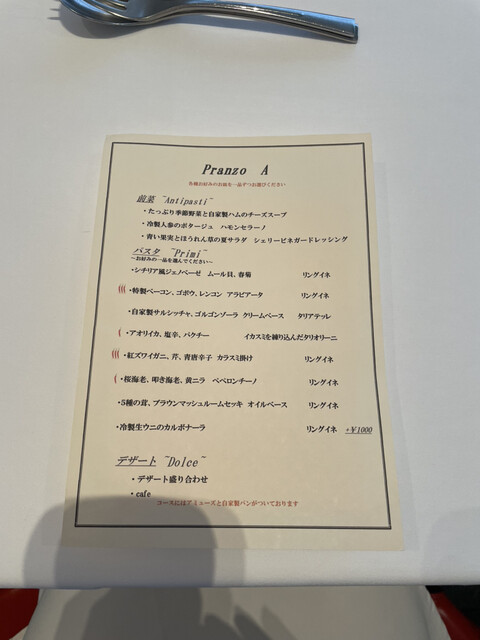 Pranzo A
各種お好みのお皿を一品ずつお選びください
前菜 ~Antipasti~
・たっぷり季節野菜と自家製ハムのチーズスープ
・冷製人参のポタージュ ハモンセラーノ
・青い果実とほうれん草の夏サラダ シェリービネガードレッシング
パスタ ~Primi~
~お好みの一品を選んでください~
・シチリア風ジェノベーゼ ムール貝、春菊 リングイネ
・特製ベーコン、ゴボウ、レンコン アラビアータ リングイネ
・自家製サルシッチャ、ゴルゴンゾーラ クリームベース タリアテッレ
・アオリイカ、塩辛、パクチー イカスミを練り込んだタリオリーニ
・紅ズワイガニ、芹、青唐辛子 カラスミ掛け リングイネ
・桜海老、叩き海老、黄ニラ ペペロンチーノ リングイネ
・5種の茸、ブラウンマッシュルームセッキ オイルベース リングイネ
・冷製生ウニのカルボナーラ リングイネ +¥1000
デザート ~Dolce~
・デザート盛り合わせ
・cafe
コースにはアミューズと自家製パンがついております